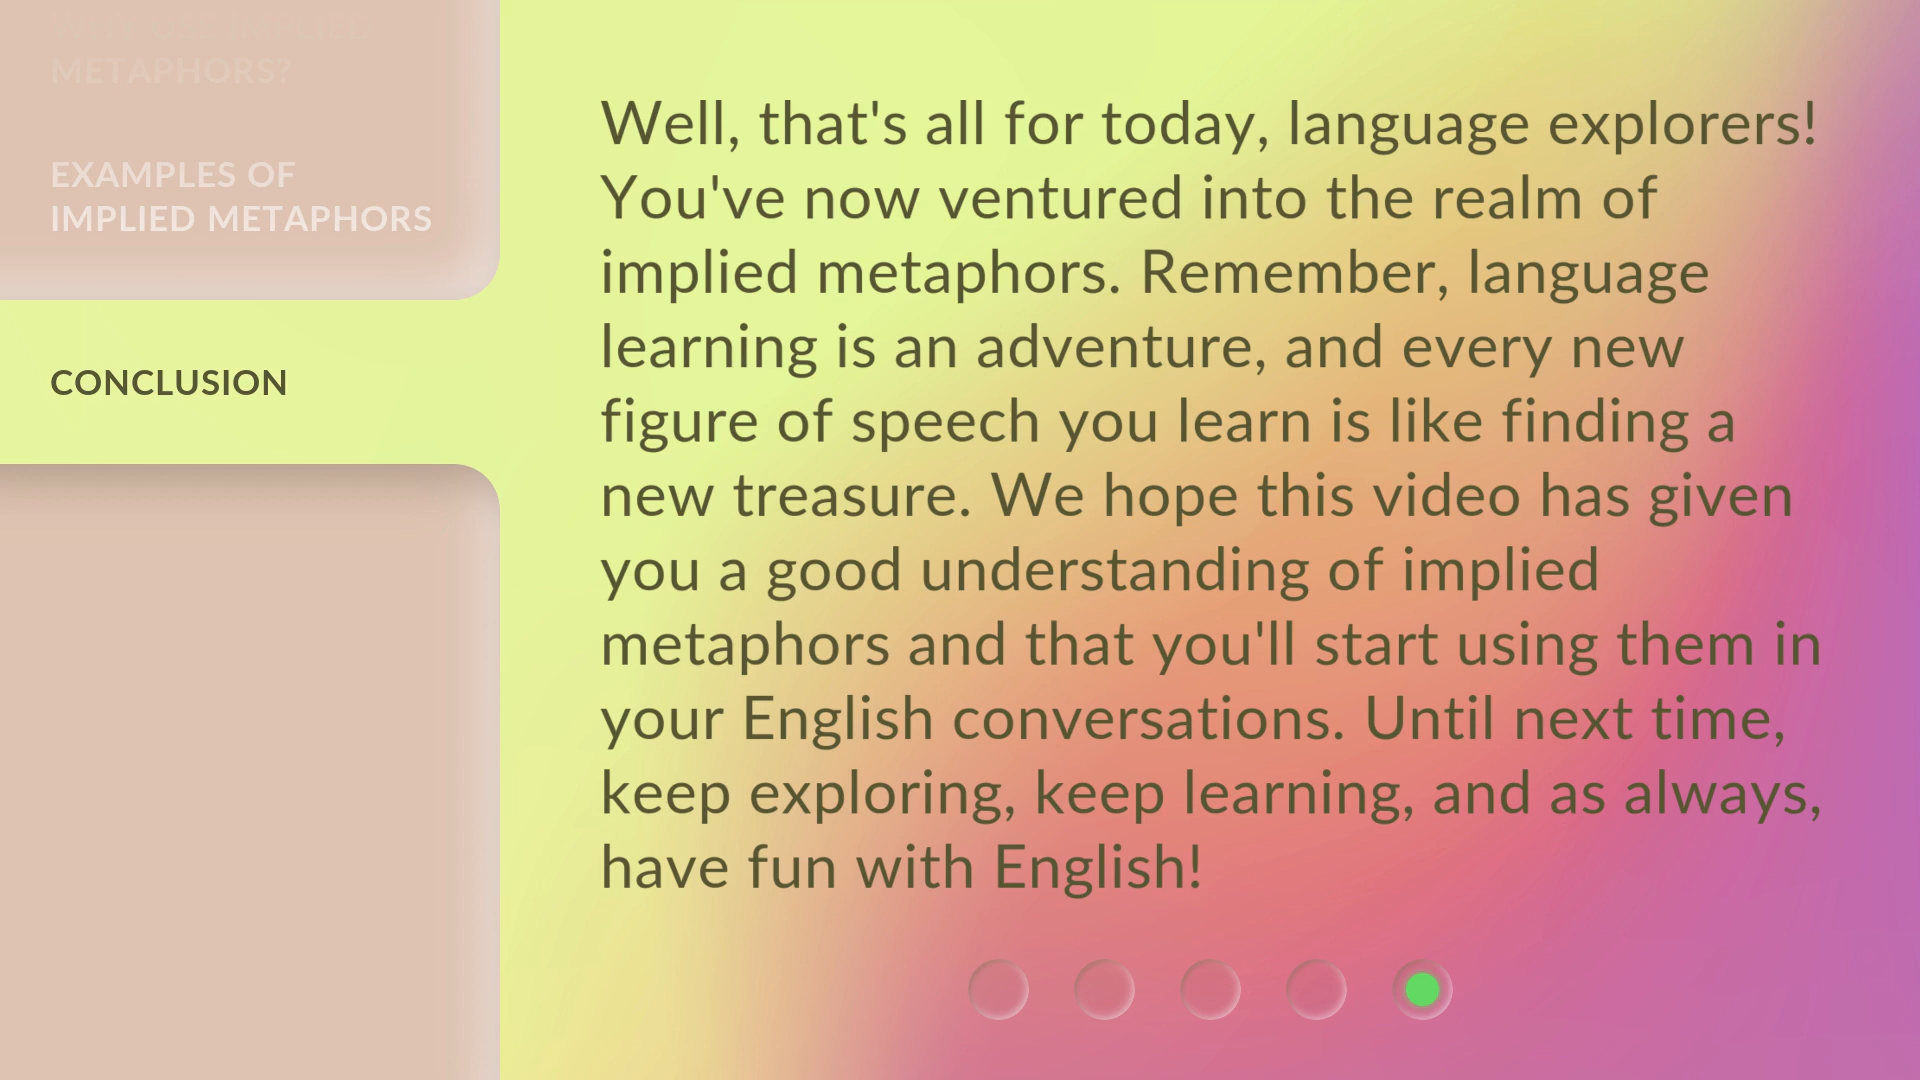 WHY USE IMPLIED
METAPHORS?
EXAMPLES OF
IMPLIED METAPHORS
CONCLUSION
Well, that's all for today, language explorers!
You've now ventured into the realm of
implied metaphors. Remember, language
learning is an adventure, and every new
figure of speech you learn is like finding a
new treasure. We hope this video has given
you a good understanding of implied
metaphors and that you'll start using them in
your English conversations. Until next time,
keep exploring, keep learning, and as always,
have fun with English!